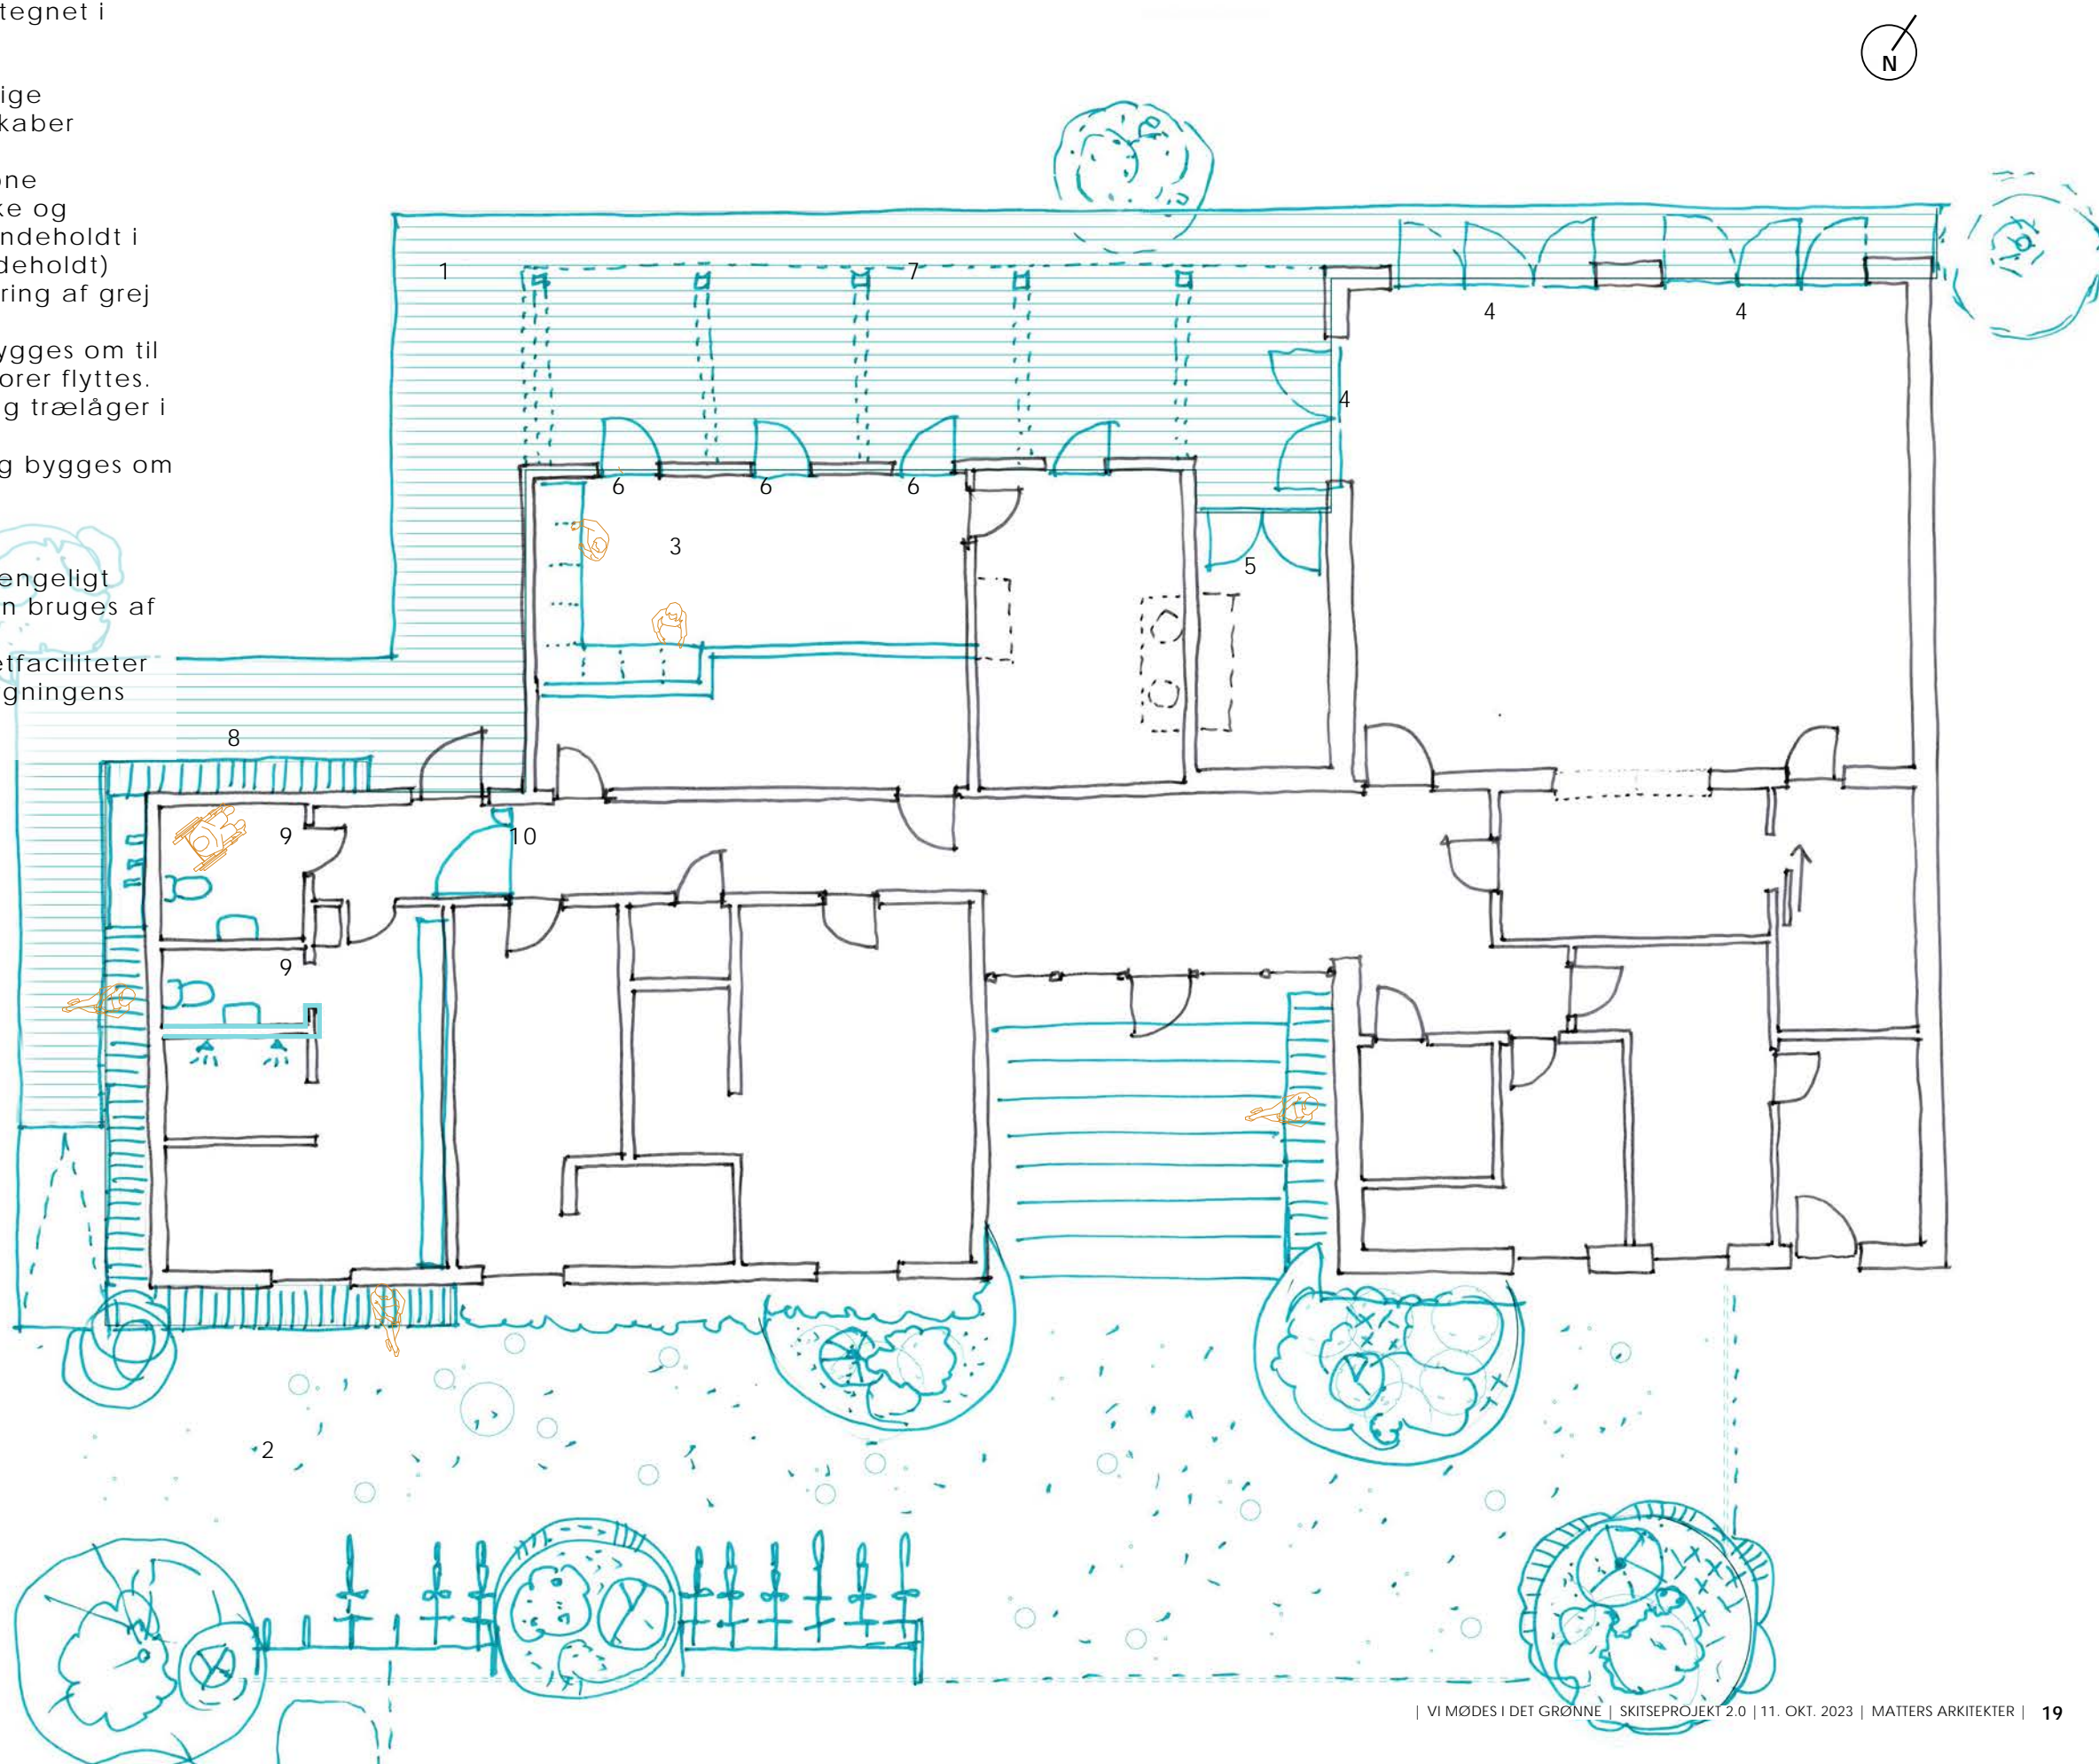 tegnet i
ige
kaber
ne
ke og
ndeholdt i
deholdt)
ring af grej
ygges om til
orer flyttes.
g trælåger i
g bygges om
engeligt
n bruges af
etfaciliteter
gningens
N
1
7
4
4
4
6
6
6
3
5
8
9
10
9
2
| VI MØDES I DET GRØNNE | SKITSEPROJEKT 2.0 | 11. OKT. 2023 | MATTERS ARKITEKTER | 19